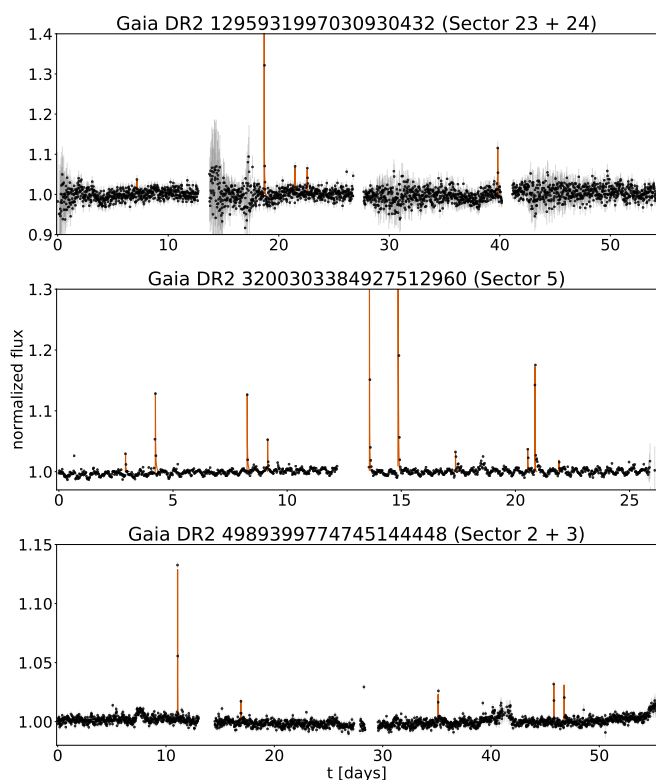 Gaia DR2 1295931997030930432 (Sector 23 + 24)
1.4
1.3
1.2
1.1
1.0
0.9
0 10 20 30 40 50
Gaia DR2 3200303384927512960 (Sector 5)
1.3
1.2
1.1
1.0
normalized flux
0 5 10 15 20 25
Gaia DR2 4989399774745144448 (Sector 2 + 3)
1.15
1.10
1.05
1.00
0 10 20 30 40 50
t [days]